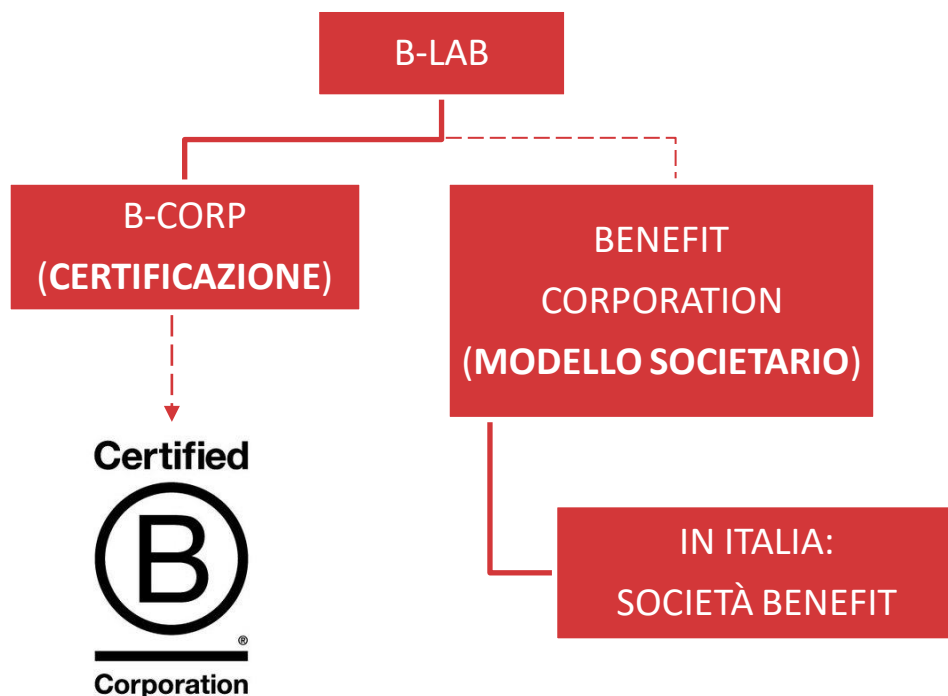 B-LAB
B-CORP
(CERTIFICAZIONE)
BENEFIT
CORPORATION
(MODELLO SOCIETARIO)
Certified
B
®
Corporation
IN ITALIA:
SOCIETÀ BENEFIT